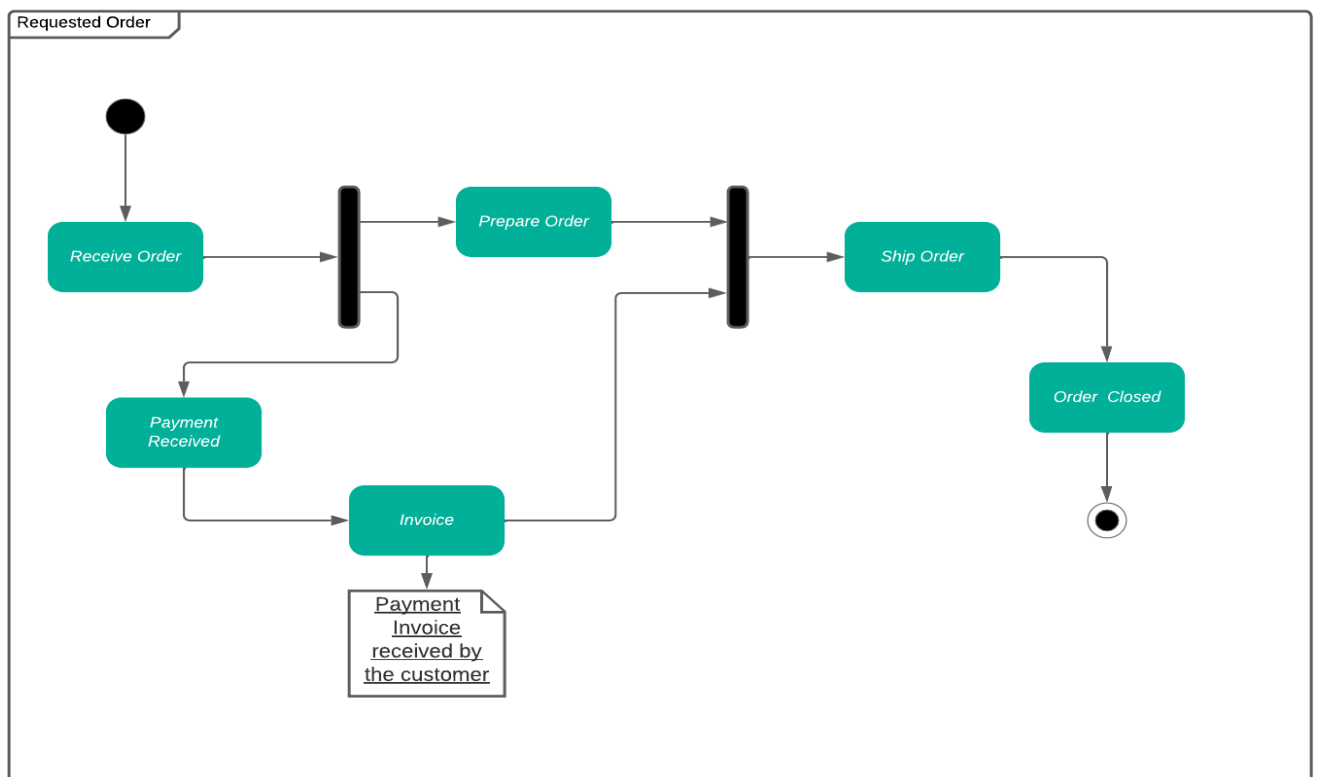 Requested Order
Prepare Order
Receive Order
Ship Order
Order  Closed
Payment
Received
Invoice
Payment
Invoice
received by
the customer